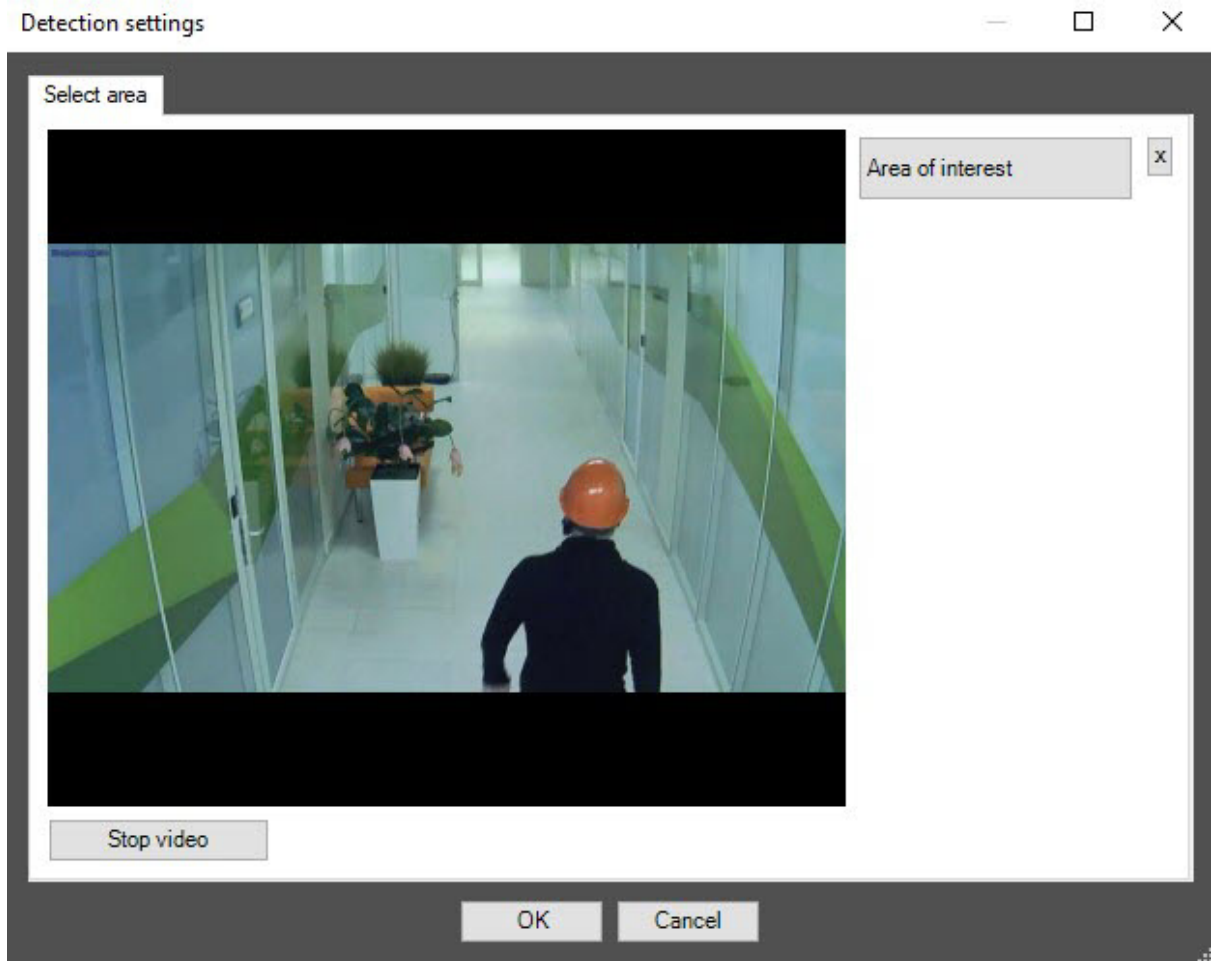 Detection settings
Select area
Area of interest
x
Stop video
OK
Cancel